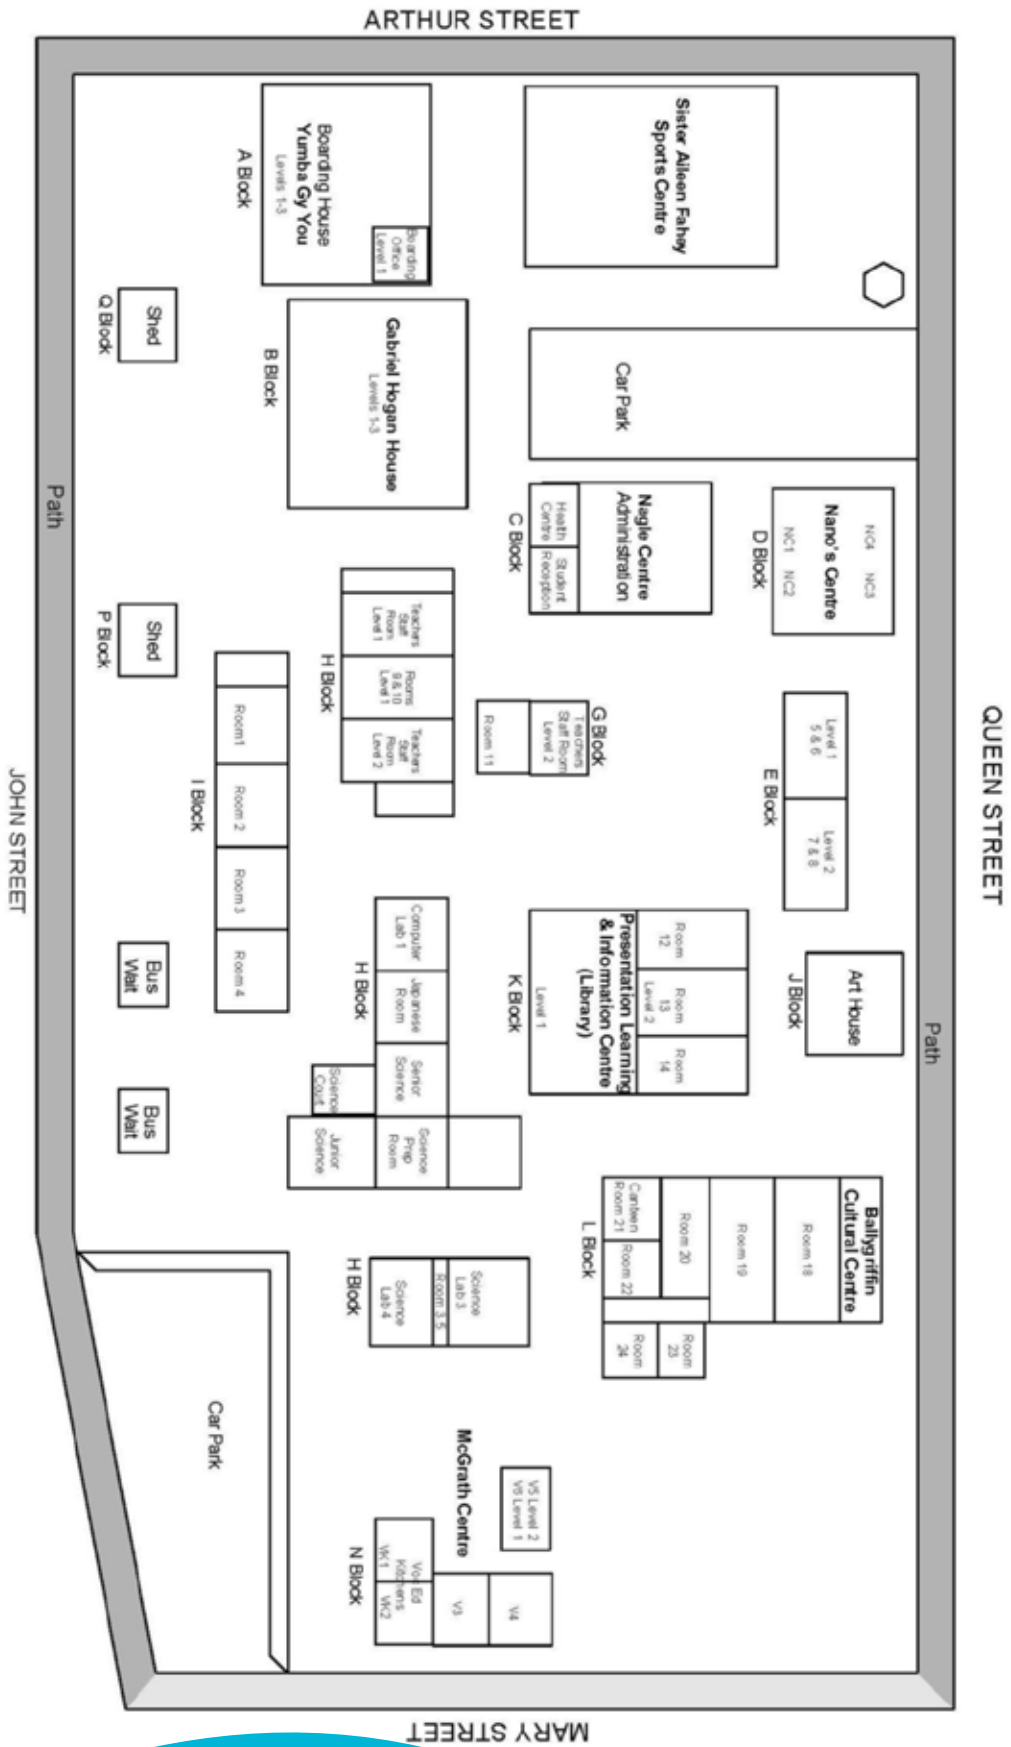 ARTHUR STREET
Sister Aileen Fahey
Sports Centre
Boarding House
Yumba Gy You
Levels 1-3
A Block
Boarding
Office
Level 1
Shed
Q Block
Gabriel Hogan House
Levels 1-3
B Block
Car Park
Path
Nagle Centre
Administration
Health
Centre
Student
Reception
C Block
NC4 NC3
Nano's Centre
NC1 NC2
D Block
Shed
P Block
Teachers
Staff
Room
Level 1
Rooms
9 & 10
Level 1
Teachers
Staff
Room
Level 2
H Block
G Block
Teachers
Staff Room
Level 2
Room 11
Level 1
5 & 6
Level 2
7 & 8
E Block
QUEEN STREET
JOHN STREET
Room1
Room 2
Room 3
Room 4
I Block
Computer
Lab 1
Japanese
Room
Senior
Science
H Block
Science
Court
Junior
Science
Science
Prep
Room
Room
12
Room
13
Level 2
Room
14
Presentation Learning
& Information Centre
(Library)
Level 1
K Block
Art House
J Block
Path
Bus
Wait
Bus
Wait
Ballygriffin
Cultural Centre
Room 18
Room 19
Room 20
Canteen
Room 21
Room 22
L Block
Room
23
Room
24
Science
Lab 3
Room 3.5
Science
Lab 4
H Block
Car Park
McGrath Centre
V5 Level 2
V6 Level 1
Voc Ed
Kitchens
VK1 VK2
V3
V4
N Block
MARY STREET